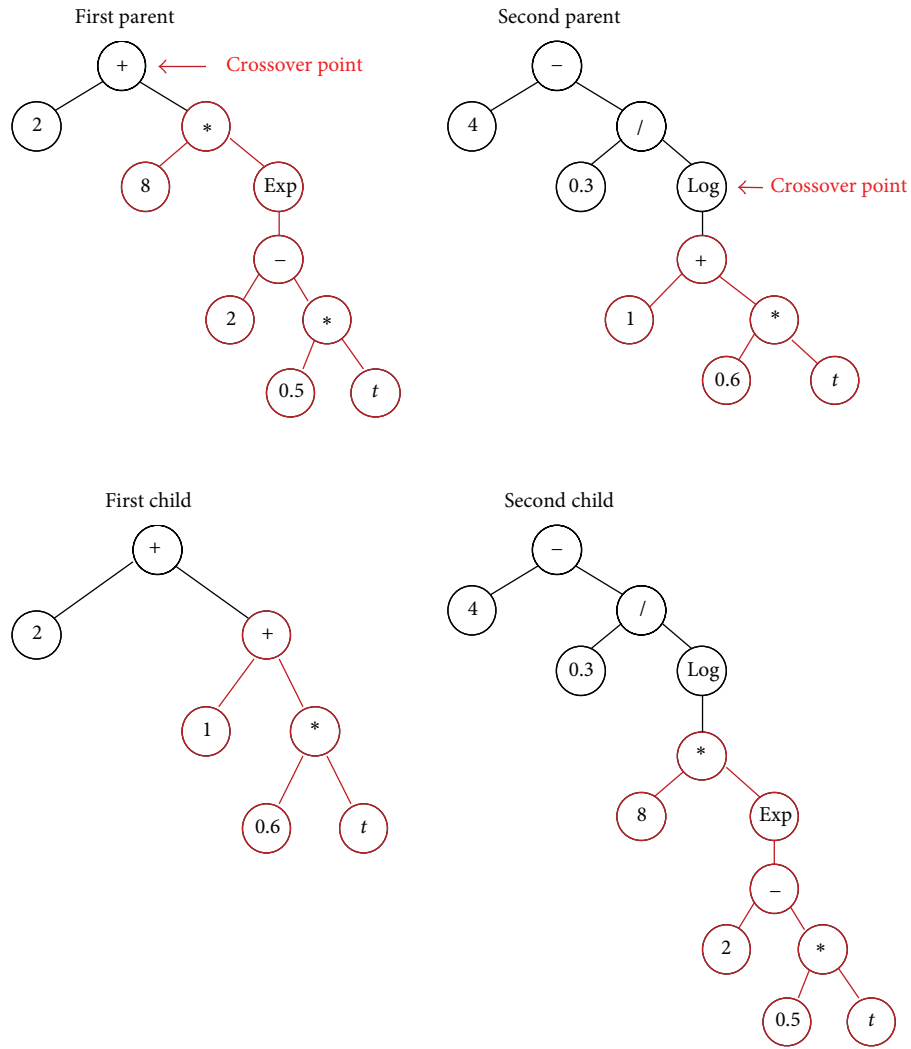 First parent
Second parent
+
Crossover point
−
2
*
4
/
8
Exp
0.3
Log
Crossover point
−
+
2
*
1
*
0.5
t
0.6
t
First child
Second child
+
−
2
+
4
/
0.3
Log
1
*
*
0.6
t
8
Exp
−
2
*
0.5
t